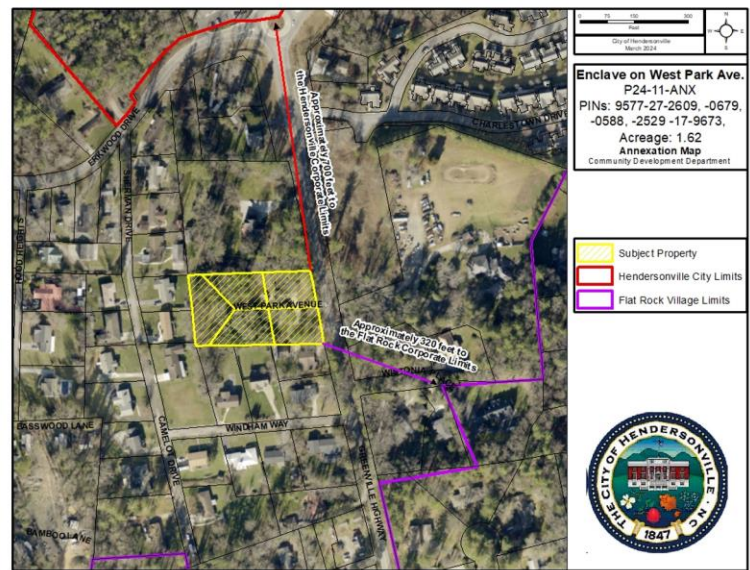 0 75 150 300
Feet
City of Hendersonville
March 2024
N
W E
S
Enclave on West Park Ave.
P24-11-ANX
PINs: 9577-27-2609, -0679,
-0588, -2529 -17-9673,
Acreage: 1.62
Annexation Map
Community Development Department
Subject Property
Hendersonville City Limits
Flat Rock Village Limits
THE CITY OF HENDERSONVILLE NC
1847
Approximately 700 feet to
the Hendersonville Corporate Limits
CHARLESTOWN DRIVE
ERKWOOD DRIVE
WEST PARK AVENUE
Approximately 320 feet to
the Flat Rock Corporate Limits
BASSWOOD LANE
WINDHAM WAY
CAMELOT DRIVE
GREENVILLE HIGHWAY
BAMBOO LANE